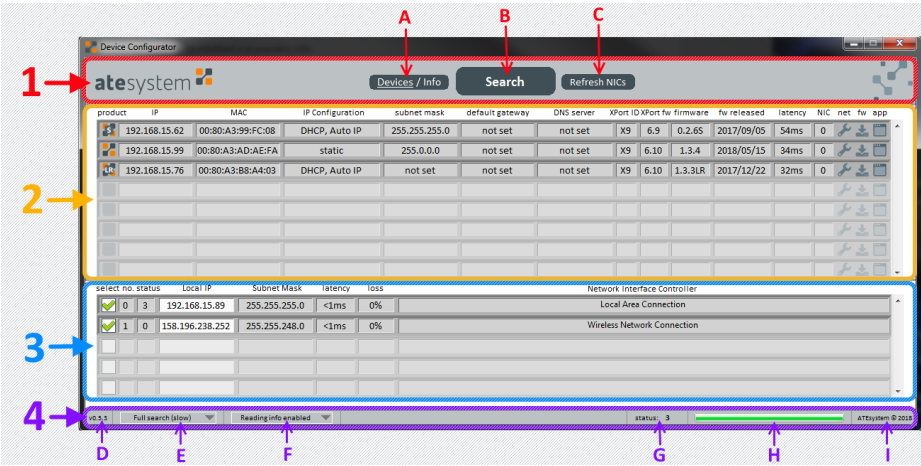 A B C
Device Configurator
1 atesystem Devices / Info Search Refresh NICs
product IP MAC IP Configuration subnet mask default gateway DNS server XPort ID XPort fw firmware fw released latency NIC net fw app
S 192.168.15.62 00:80:A3:99:FC:08 DHCP, Auto IP 255.255.255.0 not set not set X9 6.9 0.2.65 2017/09/05 54ms 0
192.168.15.99 00:80:A3:AD:AE:FA static 255.0.0.0 not set not set X9 6.10 1.3.4 2018/05/15 34ms 0
LR 192.168.15.76 00:80:A3:B8:A4:03 DHCP, Auto IP not set not set not set X9 6.10 1.3.3LR 2017/12/22 32ms 0
2
select no. status Local IP Subnet Mask latency loss Network Interface Controller
0 3 192.168.15.89 255.255.255.0 <1ms 0% Local Area Connection
1 0 158.196.238.252 255.255.248.0 <1ms 0% Wireless Network Connection
3
4 v0.5.5 Full search (slow) Reading info enabled status: 3 ATEsystem © 2018
D E F G H I